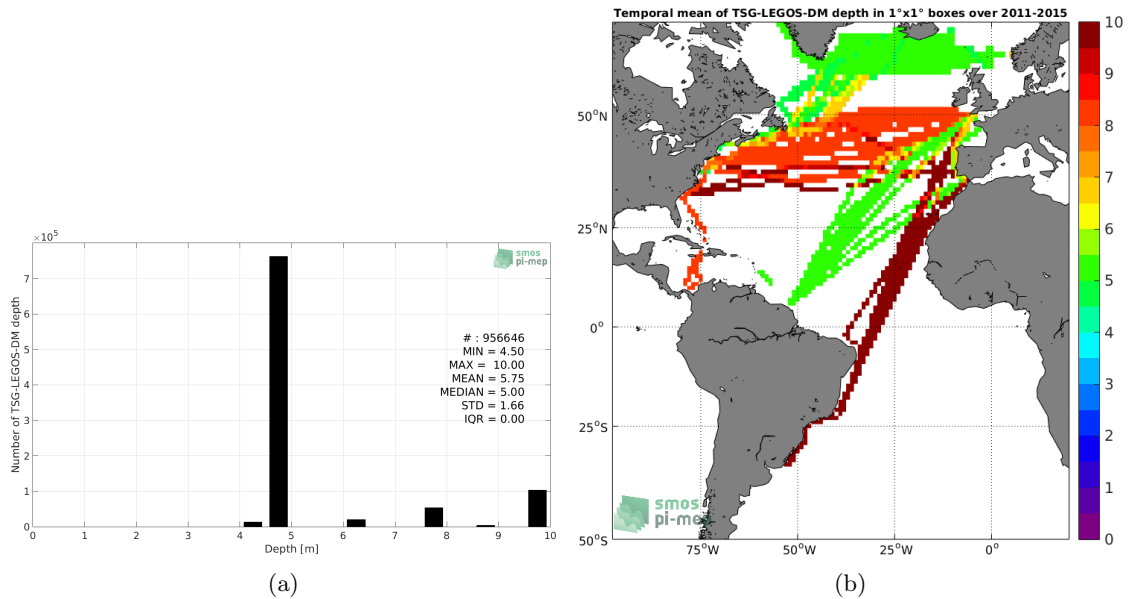 ×10⁵
7
6
5
4
3
2
1
0
Number of TSG-LEGOS-DM depth
smos
pi-mep
# : 956646
MIN = 4.50
MAX = 10.00
MEAN = 5.75
MEDIAN = 5.00
STD = 1.66
IQR = 0.00
0 1 2 3 4 5 6 7 8 9 10
Depth [m]
(a)
Temporal mean of TSG-LEGOS-DM depth in 1°x1° boxes over 2011-2015
50°N
25°N
0°
25°S
50°S
75°W 50°W 25°W 0°
smos
pi-mep
10
9
8
7
6
5
4
3
2
1
0
(b)